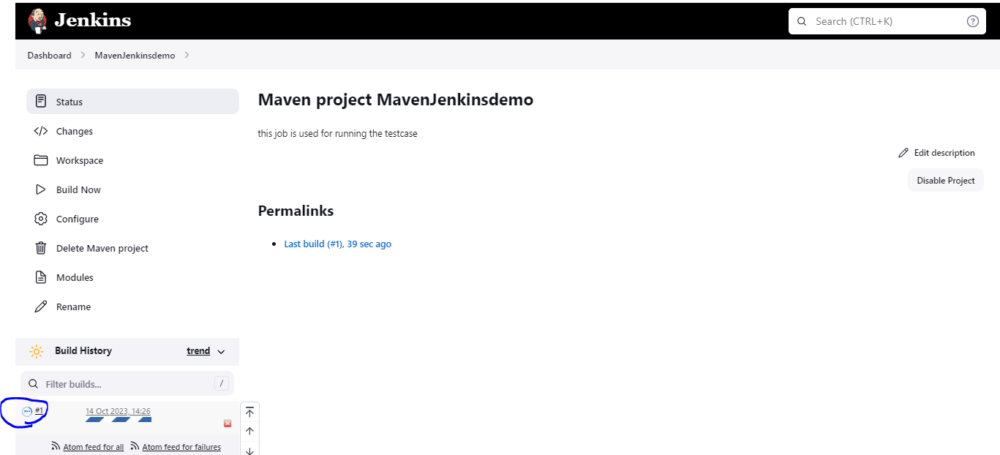 Jenkins
Search (CTRL+K)
Dashboard
MavenJenkinsdemo
Status
Changes
Workspace
Build Now
Configure
Delete Maven project
Modules
Rename
Maven project MavenJenkinsdemo
this job is used for running the testcase
Edit description
Disable Project
Permalinks
Last build (#1), 39 sec ago
Build History
trend
Filter builds...
/
#1
14 Oct 2023, 14:26
Atom feed for all
Atom feed for failures